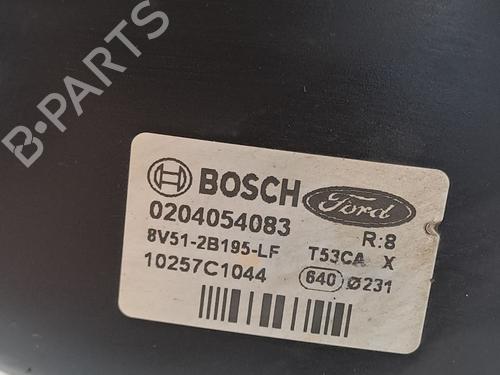 B-PARTS
BOSCH Ford
0204054083 R:8
8V51-2B195-LF T53CA X
10257C1044 640 Ø231